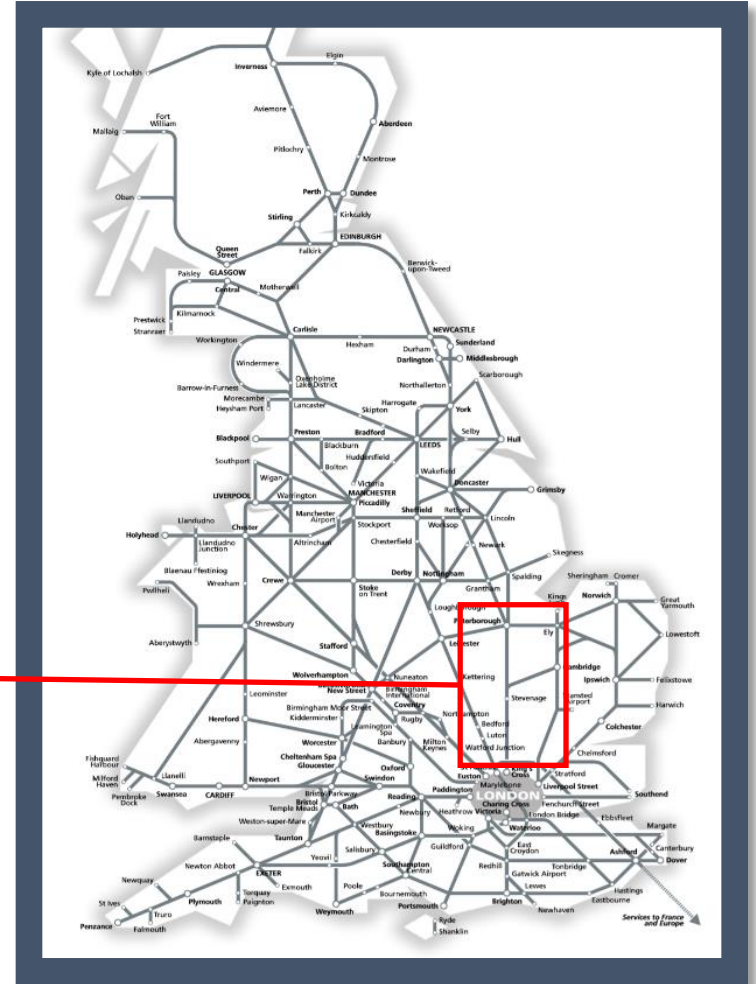 Elgin
Inverness
Kyle of Lochalsh
Aviemore
Fort
William
Aberdeen
Mallaig
Pitlochry
Montrose
Perth
Dundee
Oban
Stirling
Kirkcaldy
EDINBURGH
Falkirk
Queen
Street
Berwick-
upon-Tweed
Paisley
GLASGOW
Central
Motherwell
Prestwick
Kilmarnock
Stranraer
Carlisle
NEWCASTLE
Workington
Hexham
Sunderland
Durham
Darlington
Middlesbrough
Windermere
Oxenholme
Lake District
Scarborough
Barrow-in-Furness
Northallerton
Morecambe
Lancaster
Harrogate
York
Heysham Port
Skipton
Blackpool
Preston
Bradford
Selby
Hull
Blackburn
LEEDS
Southport
Huddersfield
Bolton
Wakefield
Wigan
Victoria
Doncaster
MANCHESTER
Grimsby
LIVERPOOL
Warrington
Piccadilly
Manchester
Airport
Sheffield
Retford
Lincoln
Llandudno
Stockport
Worksop
Holyhead
Chester
Llandudno
Junction
Altrincham
Chesterfield
Newark
Skegness
Blaenau Ffestiniog
Derby
Nottingham
Spalding
Sheringham
Cromer
Pwllheli
Wrexham
Crewe
Stoke
on Trent
Grantham
Kings
Norwich
Great
Yarmouth
Loughborough
Shrewsbury
Peterborough
Ely
Lowestoft
Aberystwyth
Stafford
Leicester
Wolverhampton
Nuneaton
Kettering
Cambridge
New Street
Birmingham
International
Ipswich
Felixstowe
Leominster
Coventry
Stevenage
Stansted
Airport
Birmingham Moor Street
Northampton
Harwich
Hereford
Kidderminster
Rugby
Bedford
Leamington
Spa
Luton
Colchester
Abergavenny
Worcester
Banbury
Milton
Keynes
Watford Junction
Chelmsford
Fishguard
Harbour
Cheltenham Spa
Gloucester
Oxford
King's
Cross
Stratford
Milford
Haven
Llanelli
Swindon
Euston
Marylebone
Liverpool Street
Pembroke
Dock
Swansea
CARDIFF
Newport
Bristol Parkway
Reading
Paddington
LONDON
Southend
Bristol
Temple Meads
Bath
Charing Cross
Fenchurch Street
Newbury
Heathrow
Victoria
London Bridge
Weston-super-Mare
Westbury
Waterloo
Ebbsfleet
Barnstaple
Taunton
Basingstoke
Woking
Margate
Salisbury
East
Croydon
Canterbury
Newton Abbot
Yeovil
Guildford
Ashford
Dover
EXETER
Southampton
Central
Redhill
Tonbridge
Newquay
Gatwick Airport
Exmouth
Poole
Lewes
Torquay
Bournemouth
Hastings
St Ives
Plymouth
Paignton
Portsmouth
Brighton
Eastbourne
Truro
Weymouth
Newhaven
Penzance
Falmouth
Ryde
Shanklin
Services to France
and Europe